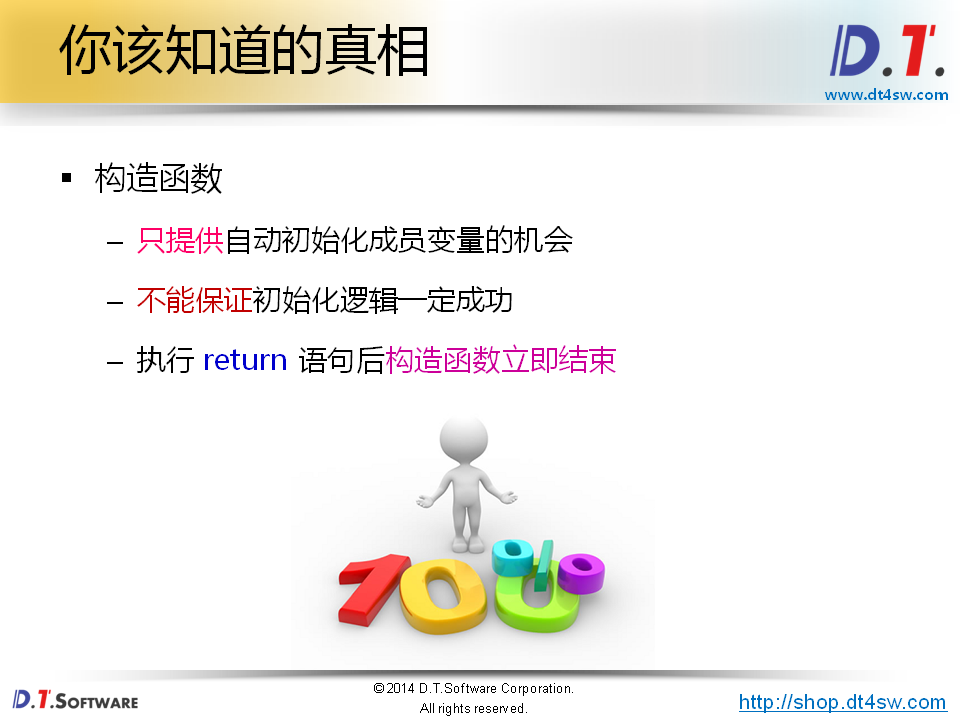 你该知道的真相
D.T.
www.dt4sw.com
▪ 构造函数
– 只提供自动初始化成员变量的机会
– 不能保证初始化逻辑一定成功
– 执行 return 语句后构造函数立即结束
100%
D.T.SOFTWARE
©2014 D.T.Software Corporation.
All rights reserved.
http://shop.dt4sw.com